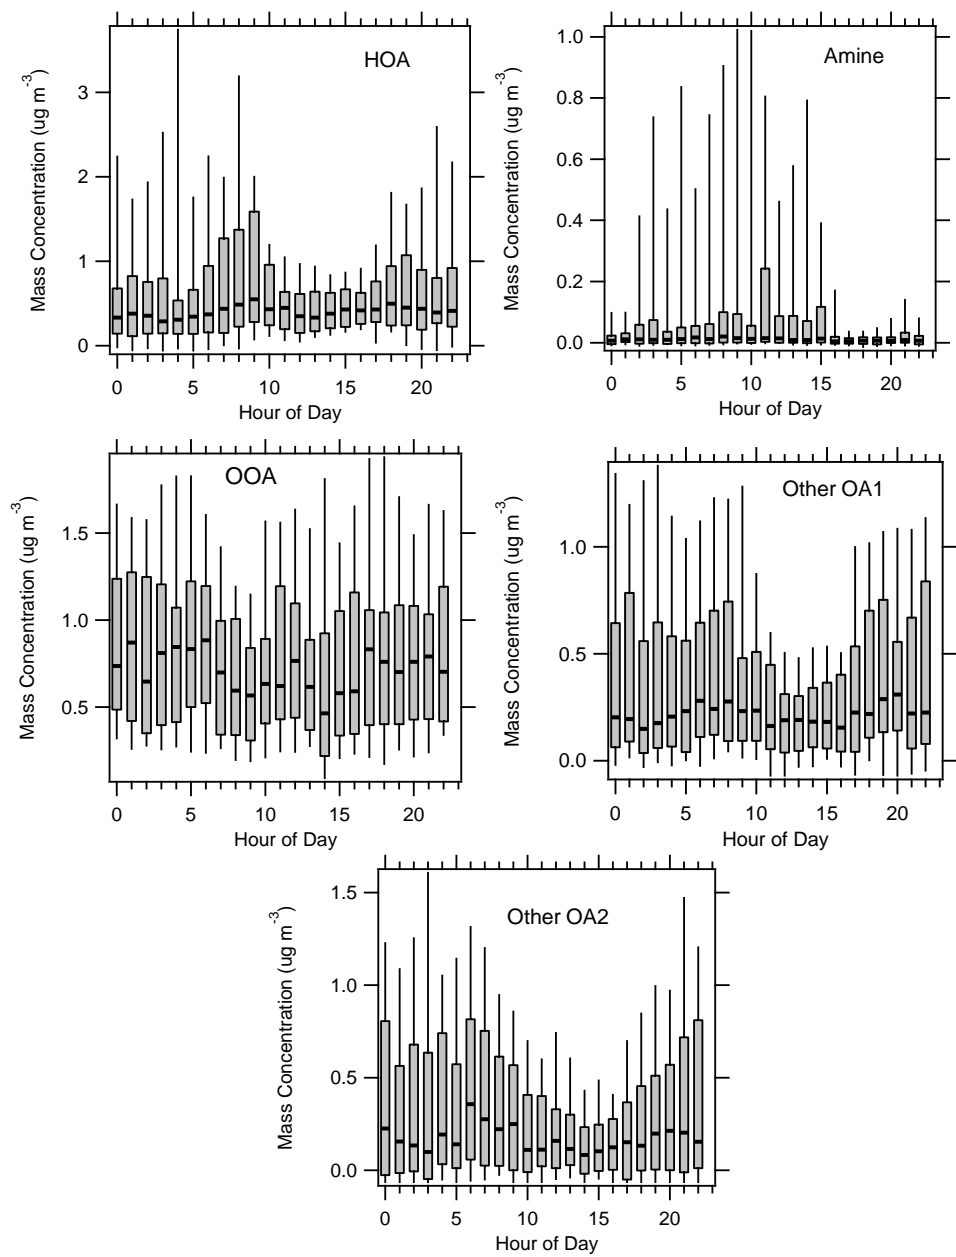 HOA
Mass Concentration (ug m-3)
3
2
1
0
0 5 10 15 20
Hour of Day
Amine
Mass Concentration (ug m-3)
1.0
0.8
0.6
0.4
0.2
0.0
0 5 10 15 20
Hour of Day
OOA
Mass Concentration (ug m-3)
1.5
1.0
0.5
0 5 10 15 20
Hour of Day
Other OA1
Mass Concentration (ug m-3)
1.0
0.5
0.0
0 5 10 15 20
Hour of Day
Other OA2
Mass Concentration (ug m-3)
1.5
1.0
0.5
0.0
0 5 10 15 20
Hour of Day